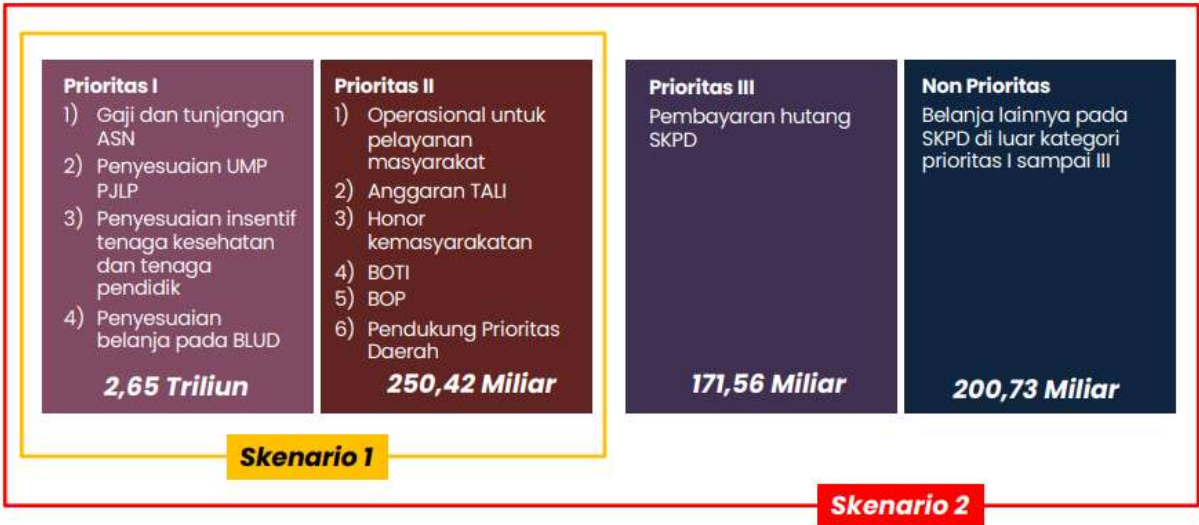 Prioritas I
1) Gaji dan tunjangan
ASN
2) Penyesuaian UMP
PJLP
3) Penyesuaian insentif
tenaga kesehatan
dan tenaga
pendidik
4) Penyesuaian
belanja pada BLUD
2,65 Triliun
Prioritas II
1) Operasional untuk
pelayanan
masyarakat
2) Anggaran TALI
3) Honor
kemasyarakatan
4) BOTI
5) BOP
6) Pendukung Prioritas
Daerah
250,42 Miliar
Skenario 1
Prioritas III
Pembayaran hutang
SKPD
171,56 Miliar
Non Prioritas
Belanja lainnya pada
SKPD di luar kategori
prioritas I sampai III
200,73 Miliar
Skenario 2